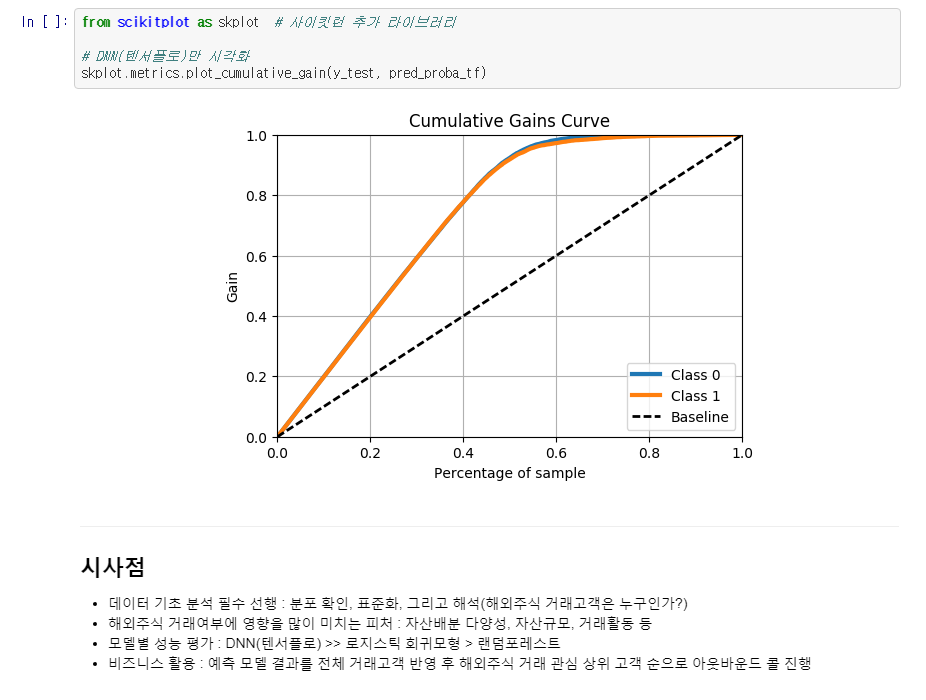 In [ ]: from scikitplot as skplot # 사이킷런 추가 라이브러리
# DNN(텐서플로)만 시각화
skplot.metrics.plot_cumulative_gain(y_test, pred_proba_tf)
Cumulative Gains Curve
1.0
0.8
0.6
0.4
0.2
0.0
Gain
Class 0
Class 1
Baseline
0.0 0.2 0.4 0.6 0.8 1.0
Percentage of sample
시사점
• 데이터 기초 분석 필수 선행 : 분포 확인, 표준화, 그리고 해석(해외주식 거래고객은 누구인가?)
• 해외주식 거래여부에 영향을 많이 미치는 피처 : 자산배분 다양성, 자산규모, 거래활동 등
• 모델별 성능 평가 : DNN(텐서플로) >> 로지스틱 회귀모형 > 랜덤포레스트
• 비즈니스 활용 : 예측 모델 결과를 전체 거래고객 반영 후 해외주식 거래 관심 상위 고객 순으로 아웃바운드 콜 진행